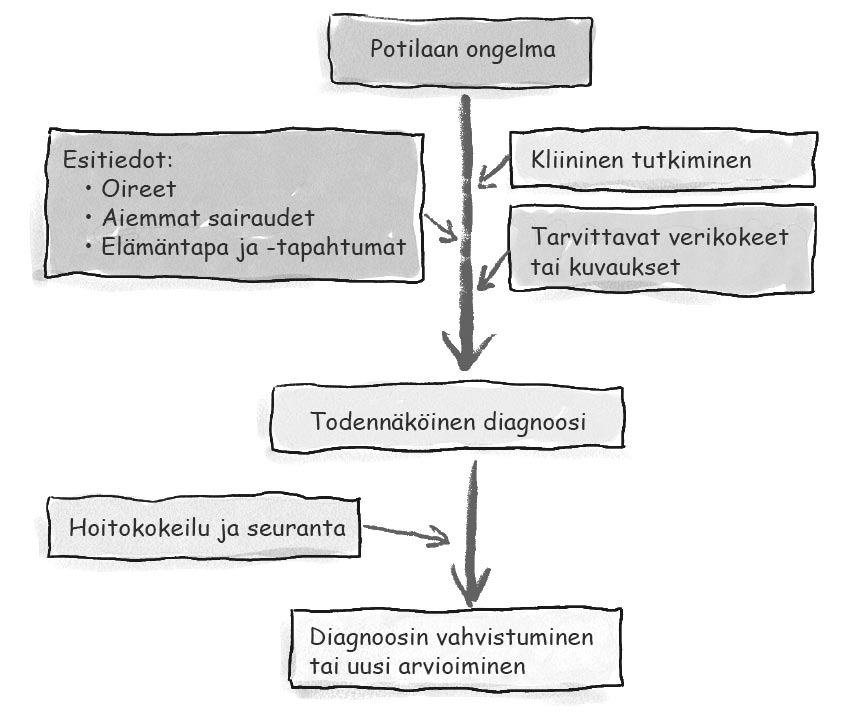 Potilaan ongelma
Esitiedot:
• Oireet
• Aiemmat sairaudet
• Elämäntapa ja -tapahtumat
Kliininen tutkiminen
Tarvittavat verikokeet
tai kuvaukset
Todennäköinen diagnoosi
Hoitokokeilu ja seuranta
Diagnoosin vahvistuminen
tai uusi arvioiminen